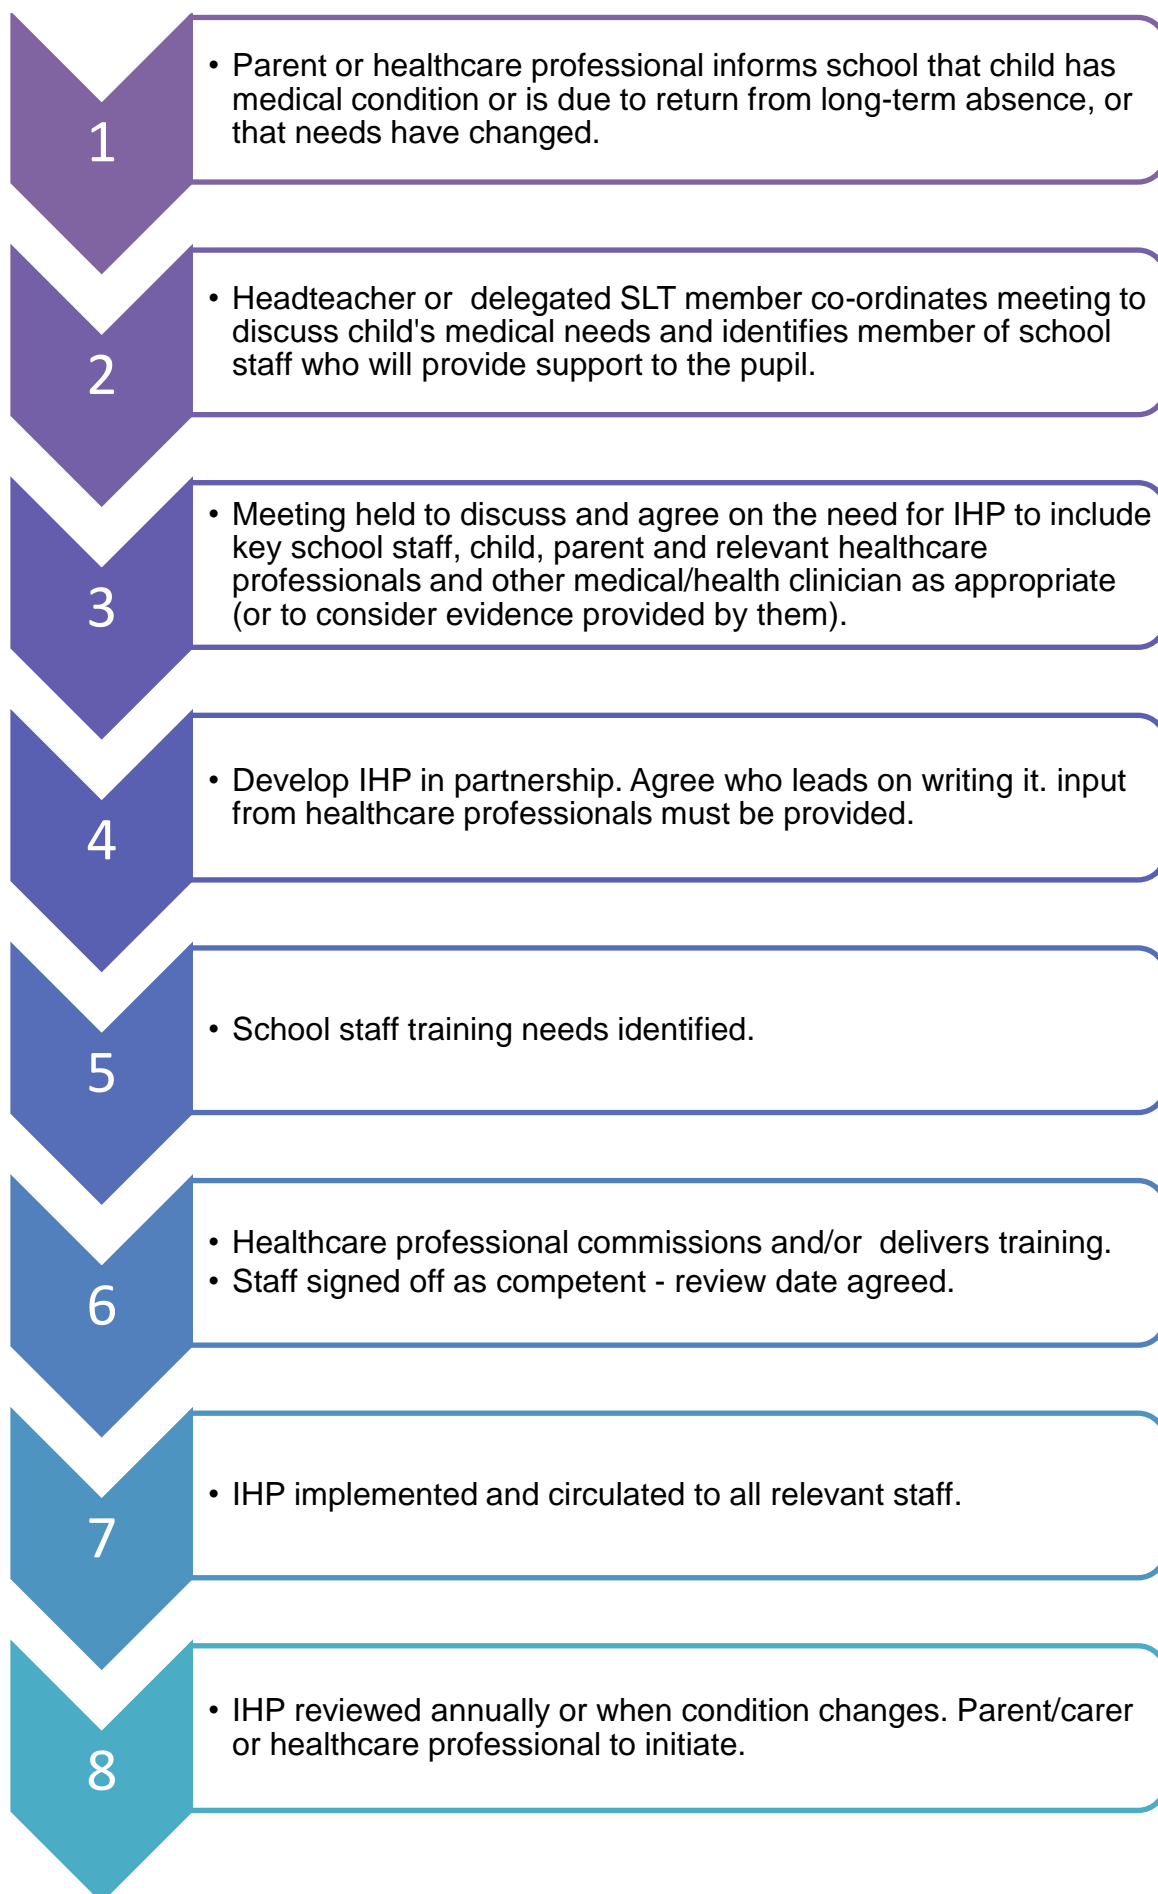 1
• Parent or healthcare professional informs school that child has
medical condition or is due to return from long-term absence, or
that needs have changed.
2
• Headteacher or  delegated SLT member co-ordinates meeting to
discuss child's medical needs and identifies member of school
staff who will provide support to the pupil.
3
• Meeting held to discuss and agree on the need for IHP to include
key school staff, child, parent and relevant healthcare
professionals and other medical/health clinician as appropriate
(or to consider evidence provided by them).
4
• Develop IHP in partnership. Agree who leads on writing it. input
from healthcare professionals must be provided.
5
• School staff training needs identified.
6
• Healthcare professional commissions and/or  delivers training.
• Staff signed off as competent - review date agreed.
7
• IHP implemented and circulated to all relevant staff.
8
• IHP reviewed annually or when condition changes. Parent/carer
or healthcare professional to initiate.